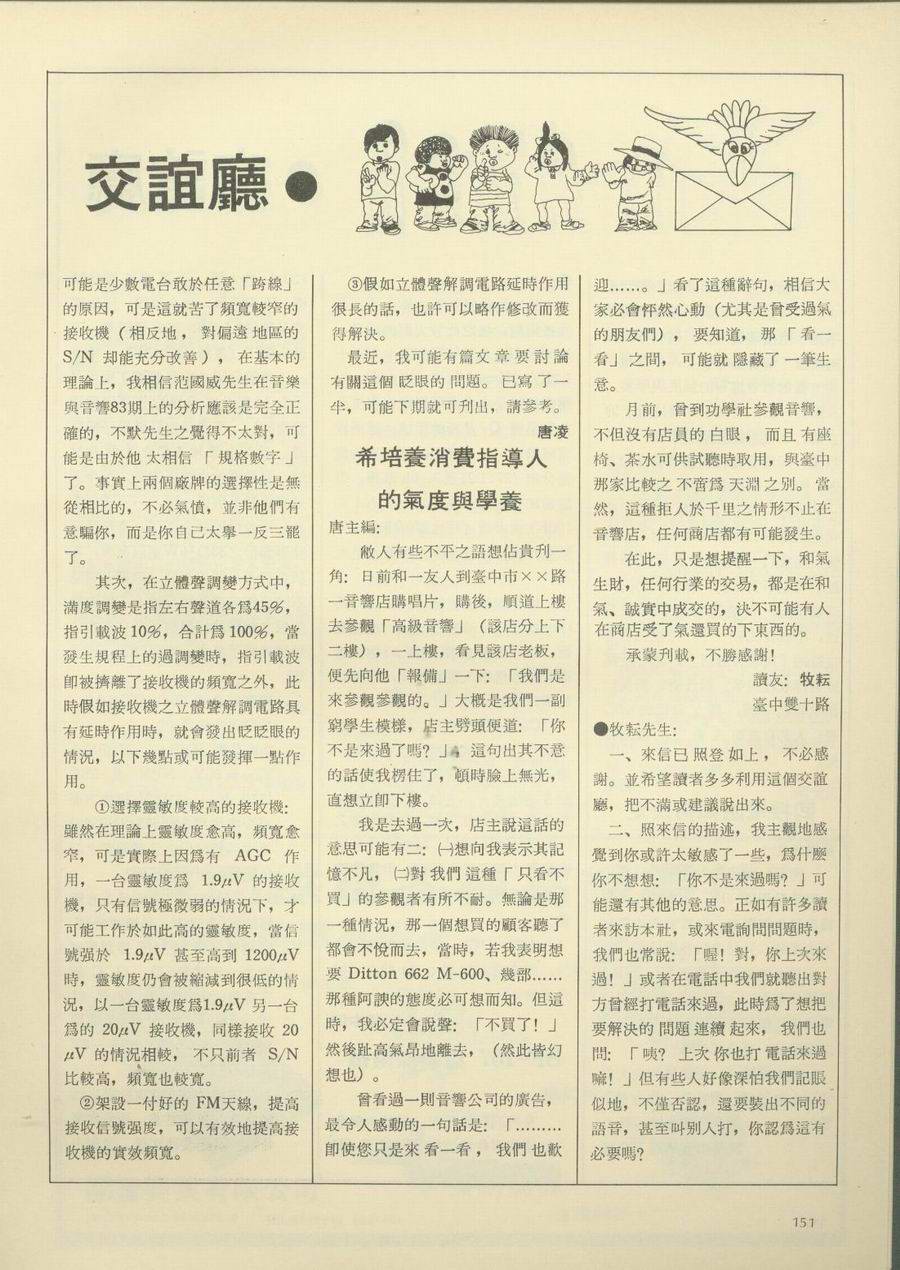 交誼廳●
可能是少數電台敢於任意「跨線」
的原因，可是這就苦了頻寬較窄的
接收機（相反地，對偏遠地區的
S/N 却能充分改善），在基本的
理論上，我相信范國威先生在音樂
與音響83期上的分析應該是完全正
確的，不默先生之覺得不太對，可
能是由於他太相信「規格數字」
了。事實上兩個廠牌的選擇性是無
從相比的，不必氣憤，並非他們有
意騙你，而是你自己太擧一反三罷
了。
其次，在立體聲調變方式中，
滿度調變是指左右聲道各爲45%，
指引載波10%，合計爲100%，當
發生規程上的過調變時，指引載波
卽被擠離了接收機的頻寬之外，此
時假如接收機之立體聲解調電路具
有延時作用時，就會發出眨眨眼的
情況，以下幾點或可能發揮一點作
用。
①選擇靈敏度較高的接收機：
雖然在理論上靈敏度愈高，頻寬愈
窄，可是實際上因爲有 AGC 作
用，一台靈敏度爲 1.9μV 的接收
機，只有信號極微弱的情況下，才
可能工作於如此高的靈敏度，當信
號强於 1.9μV 甚至高到 1200μV
時，靈敏度仍會被縮減到很低的情
況，以一台靈敏度爲1.9μV 另一台
爲的 20μV 接收機，同樣接收 20
μV 的情況相較，不只前者 S/N
比較高，頻寬也較寬。
②架設一付好的 FM天線，提高
接收信號强度，可以有效地提高接
收機的實效頻寬。
③假如立體聲解調電路延時作用
很長的話，也許可以略作修改而獲
得解決。
最近，我可能有篇文章要討論
有關這個眨眼的問題。已寫了一
半，可能下期就可刋出，請參考。
唐凌
希培養消費指導人
的氣度與學養
唐主編：
敝人有些不平之語想佔貴刋一
角：日前和一友人到臺中市××路
一音響店購唱片，購後，順道上樓
去參觀「高級音響」（該店分上下
二樓），一上樓，看見該店老板，
便先向他「報備」一下：「我們是
來參觀參觀的。」大概是我們一副
窮學生模樣，店主劈頭便道：「你
不是來過了嗎？」，這句出其不意
的話使我楞住了，頓時臉上無光，
直想立卽下樓。
我是去過一次，店主說這話的
意思可能有二：㈠想向我表示其記
憶不凡，㈡對我們這種「只看不
買」的參觀者有所不耐。無論是那
一種情況，那一個想買的顧客聽了
都會不悅而去，當時，若我表明想
要 Ditton 662 M-600、幾部……
那種阿諛的態度必可想而知。但這
時，我必定會說聲：「不買了！」
然後趾高氣昂地離去，（然此皆幻
想也）。
曾看過一則音響公司的廣告，
最令人感動的一句話是：「………
卽使您只是來看一看，我們也歡
迎……。」看了這種辭句，相信大
家必會怦然心動（尤其是曾受過氣
的朋友們），要知道，那「看一
看」之間，可能就隱藏了一筆生
意。
月前，曾到功學社參觀音響，
不但沒有店員的白眼，而且有座
椅、茶水可供試聽時取用，與臺中
那家比較之不啻爲天淵之別。當
然，這種拒人於千里之情形不止在
音響店，任何商店都有可能發生。
在此，只是想提醒一下，和氣
生財，任何行業的交易，都是在和
氣、誠實中成交的，決不可能有人
在商店受了氣還買的下東西的。
承蒙刋載，不勝感謝！
讀友：牧耘
臺中雙十路
●牧耘先生：
一、來信已照登如上，不必感
謝。並希望讀者多多利用這個交誼
廳，把不滿或建議說出來。
二、照來信的描述，我主觀地感
覺到你或許太敏感了一些，爲什麽
你不想想：「你不是來過嗎？」可
能還有其他的意思。正如有許多讀
者來訪本社，或來電詢問問題時，
我們也常說：「喔！對，你上次來
過！」或者在電話中我們就聽出對
方曾經打電話來過，此時爲了想把
要解決的問題連續起來，我們也
問：「咦？上次你也打電話來過
嘛！」但有些人好像深怕我們記眼
似地，不僅否認，還要裝出不同的
語音，甚至叫别人打，你認爲這有
必要嗎？
151